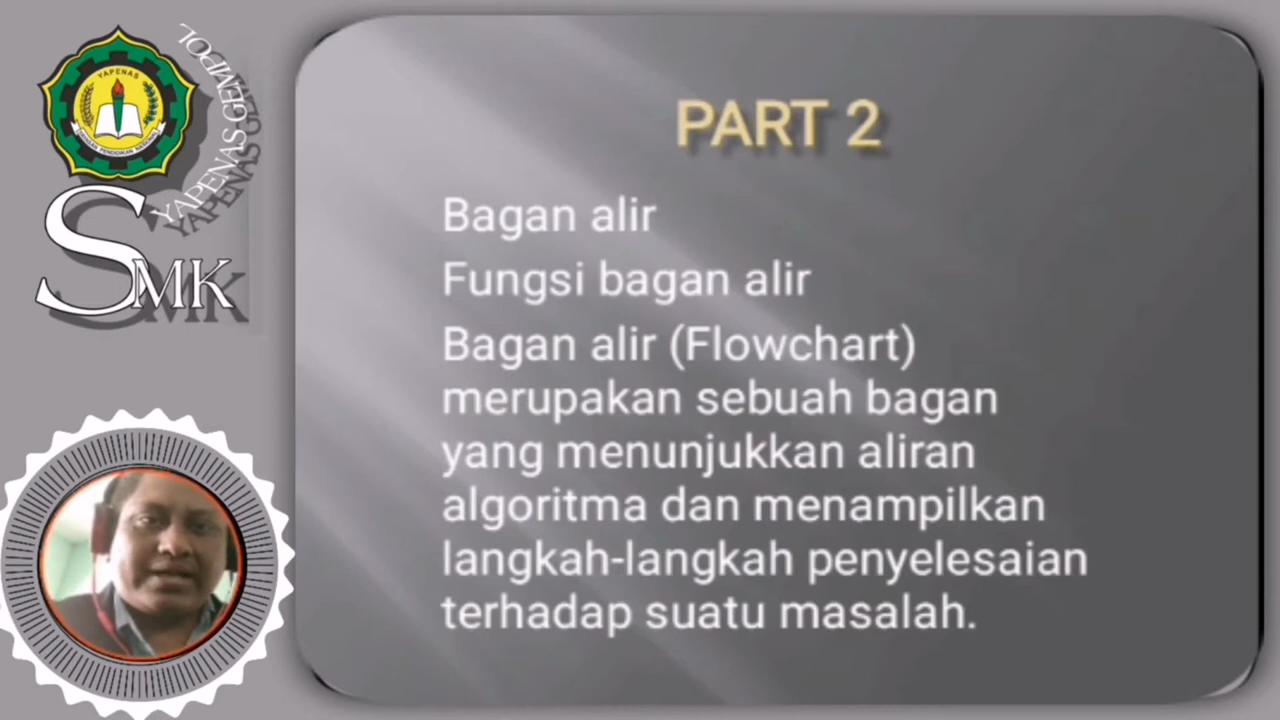 YAPENAS
YAPENAS GEMPOL
SMK
PART 2
Bagan alir
Fungsi bagan alir
Bagan alir (Flowchart)
merupakan sebuah bagan
yang menunjukkan aliran
algoritma dan menampilkan
langkah-langkah penyelesaian
terhadap suatu masalah.